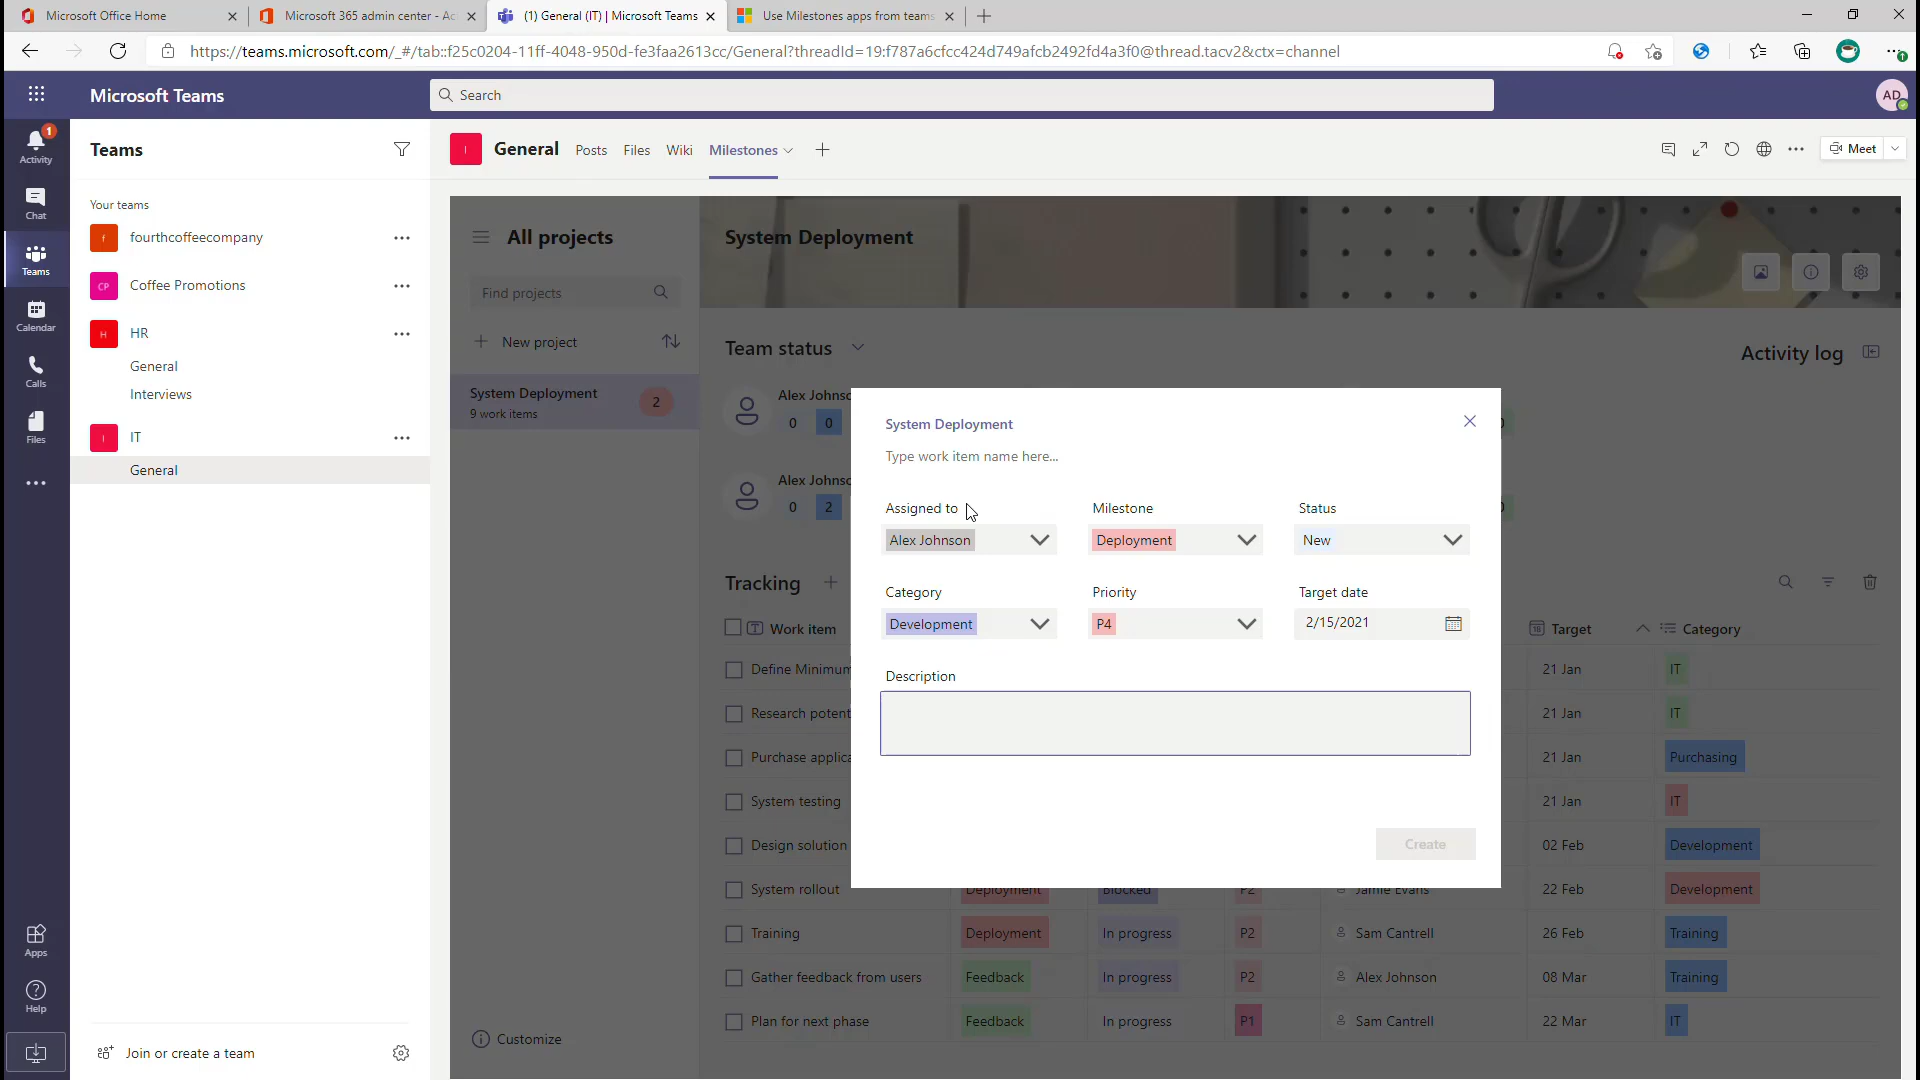 Microsoft Office Home
Microsoft 365 admin center - Ac
(1) General (IT) | Microsoft Teams
Use Milestones apps from teams
https://teams.microsoft.com/_#/tab::f25c0204-11ff-4048-950d-fe3faa2613cc/General?threadId=19:f787a6cfcc424d749afcb2492fd4a3f0@thread.tacv2&ctx=channel
Microsoft Teams
Search
AD
1
Activity
Chat
Teams
Calendar
Calls
Files
Apps
Help
Teams
Your teams
f
fourthcoffeecompany
CP
Coffee Promotions
H
HR
General
Interviews
I
IT
General
Join or create a team
I
General
Posts
Files
Wiki
Milestones
Meet
All projects
Find projects
New project
System Deployment
9 work items
2
Customize
System Deployment
Team status
Activity log
Alex Johnso
0
0
Alex Johnso
0
2
System Deployment
Type work item name here...
Assigned to
Milestone
Status
Alex Johnson
Deployment
New
Category
Priority
Target date
Development
P4
2/15/2021
Description
Create
Tracking
Work item
Target
Category
Define Minimum
21 Jan
IT
Research potent
21 Jan
IT
Purchase applica
21 Jan
Purchasing
System testing
21 Jan
IT
Design solution
02 Feb
Development
System rollout
Deployment
Blocked
P2
Jamie Evans
22 Feb
Development
Training
Deployment
In progress
P2
Sam Cantrell
26 Feb
Training
Gather feedback from users
Feedback
In progress
P2
Alex Johnson
08 Mar
Training
Plan for next phase
Feedback
In progress
P1
Sam Cantrell
22 Mar
IT